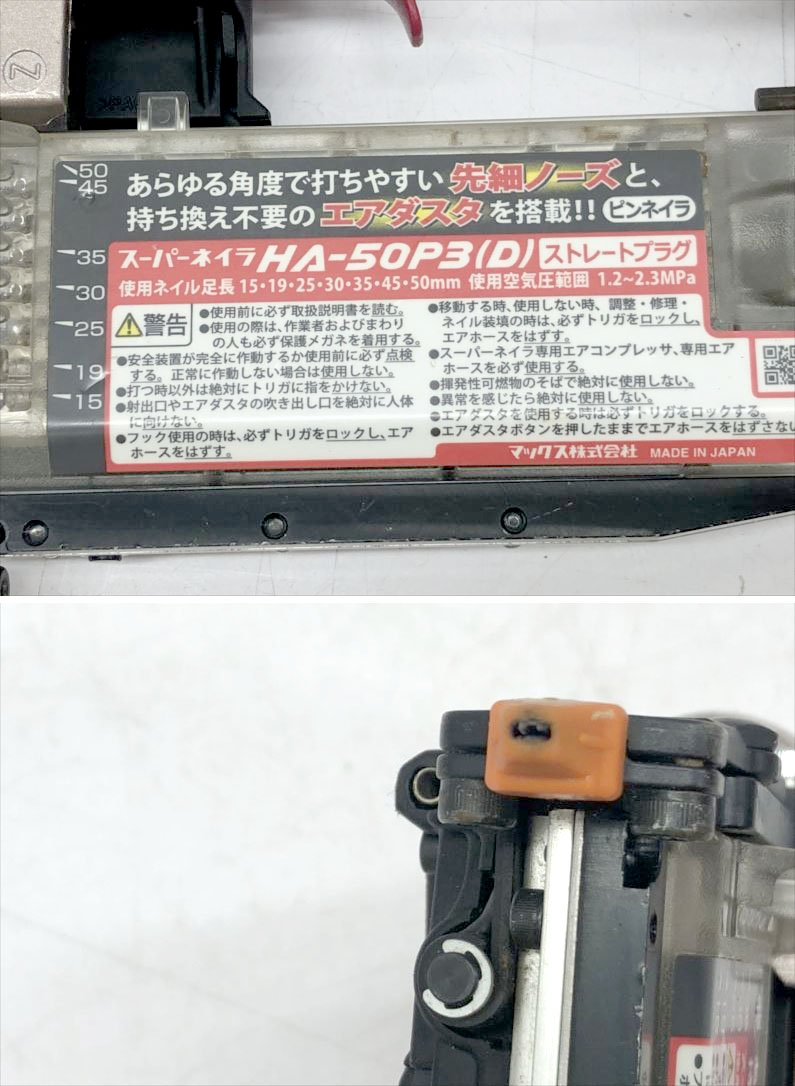 Z
50
45
35
30
25
19
15
あらゆる角度で打ちやすい 先細ノーズと、
持ち換え不要の エアダスタ を搭載!! ピンネイラ
スーパーネイラ HA-50P3(D) ストレートプラグ
使用ネイル足長 15・19・25・30・35・45・50mm 使用空気圧範囲 1.2~2.3MPa
警告
●使用前に必ず取扱説明書を読む。
●使用の際は、作業者およびまわり
の人も必ず保護メガネを着用する。
●安全装置が完全に作動するか使用前に必ず点検
する。正常に作動しない場合は使用しない。
●打つ時以外は絶対にトリガに指をかけない。
●射出口やエアダスタの吹き出し口を絶対に人体
に向けない。
●フック使用の時は、必ずトリガをロックし、エア
ホースをはずす。
●移動する時、使用しない時、調整・修理・
ネイル装填の時は、必ずトリガをロックし、
エアホースをはずす。
●スーパーネイラ専用エアコンプレッサ、専用エア
ホースを必ず使用する。
●揮発性可燃物のそばで絶対に使用しない。
●異常を感じたら絶対に使用しない。
●エアダスタを使用する時は必ずトリガをロックする。
●エアダスタボタンを押したままでエアホースをはずさない
マックス株式会社 MADE IN JAPAN